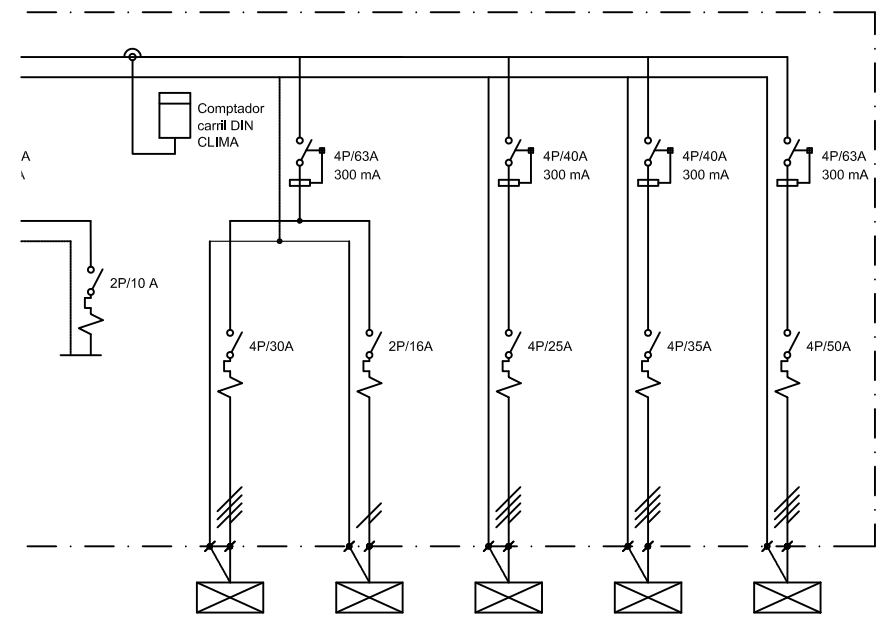 Comptador
carril DIN
CLIMA
A
4P/63A
300 mA
4P/40A
300 mA
4P/40A
300 mA
4P/63A
300 mA
2P/10 A
4P/30A
2P/16A
4P/25A
4P/35A
4P/50A